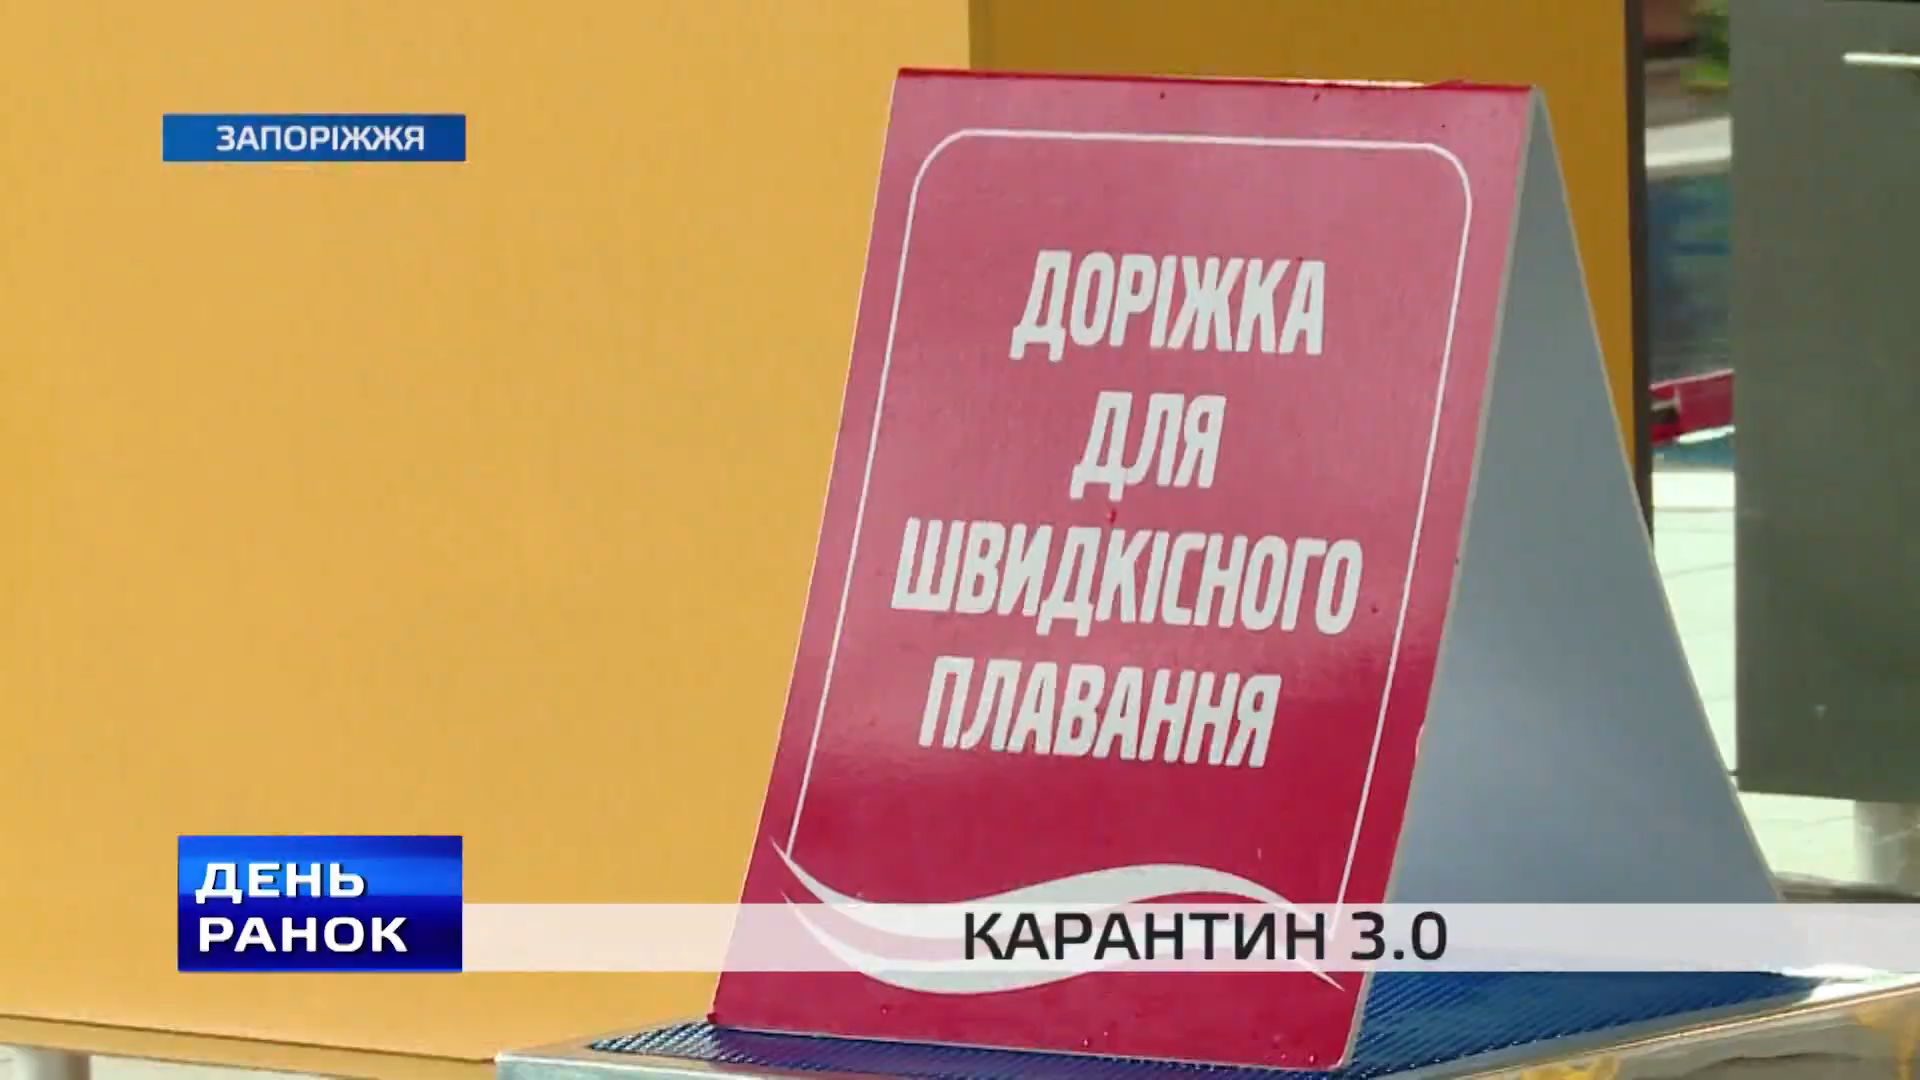 ЗАПОРІЖЖЯ
ДОРІЖКА
ДЛЯ
ШВИДКІСНОГО
ПЛАВАННЯ
ДЕНЬ
РАНОК
КАРАНТИН 3.0